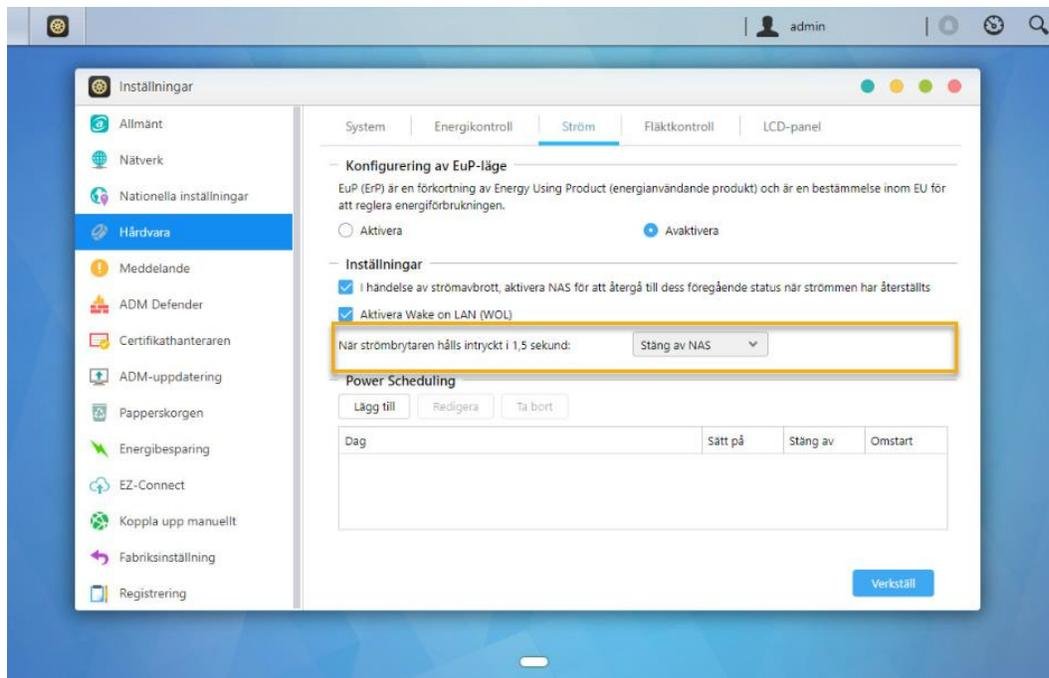 admin
Inställningar
Allmänt
Nätverk
Nationella inställningar
Hårdvara
Meddelande
ADM Defender
Certifikathanteraren
ADM-uppdatering
Papperskorgen
Energibesparing
EZ-Connect
Koppla upp manuellt
Fabriksinställning
Registrering
System
Energikontroll
Ström
Fläktkontroll
LCD-panel
Konfigurering av EuP-läge
EuP (ErP) är en förkortning av Energy Using Product (energianvändande produkt) och är en bestämmelse inom EU för
att reglera energiförbrukningen.
Aktivera
Avaktivera
Inställningar
I händelse av strömavbrott, aktivera NAS för att återgå till dess föregående status när strömmen har återställts
Aktivera Wake on LAN (WOL)
När strömbrytaren hålls intryckt i 1,5 sekund:
Stäng av NAS
Power Scheduling
Lägg till
Redigera
Ta bort
Dag
Sätt på
Stäng av
Omstart
Verkställ